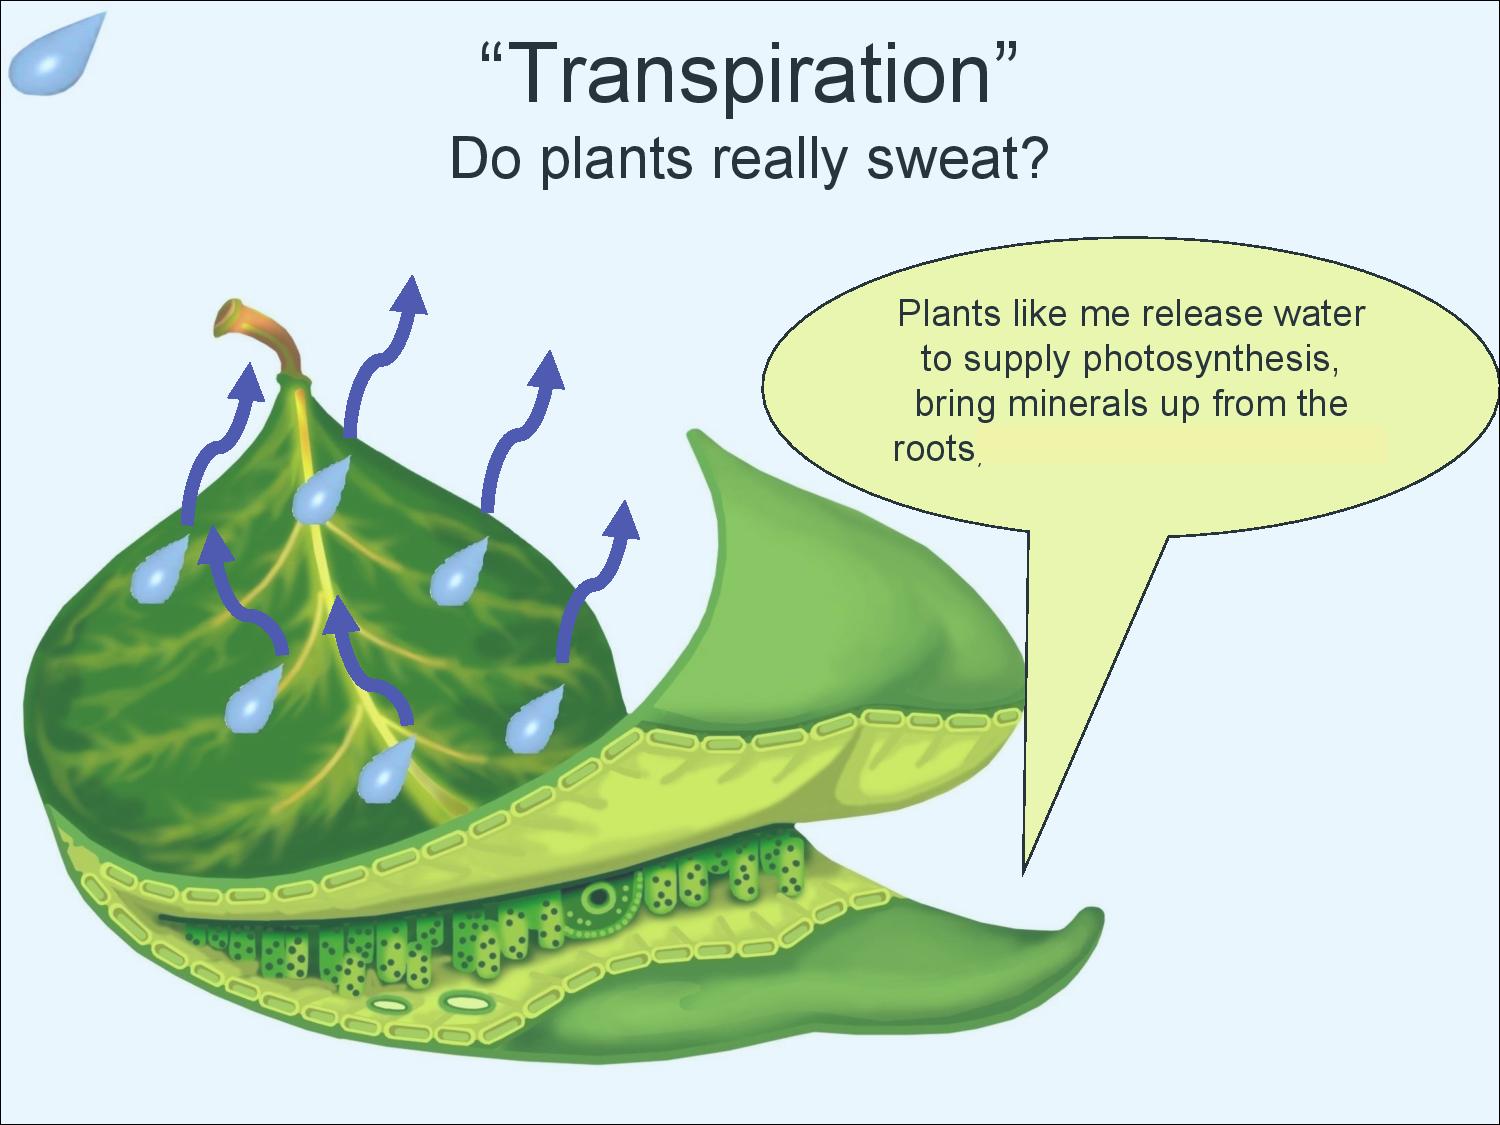 “Transpiration”
Do plants really sweat?
Plants like me release water
to supply photosynthesis,
bring minerals up from the
roots,